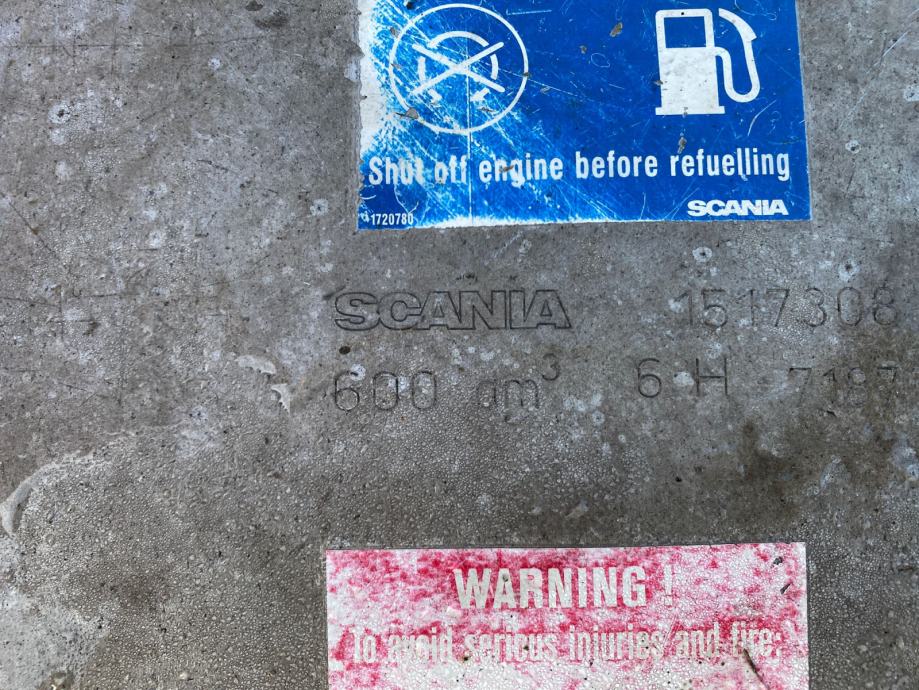 Shut off engine before refuelling
1720780 SCANIA
SCANIA 1517308
600 dm³ 6 H 7187
WARNING !
To avoid serious injuries and fire: